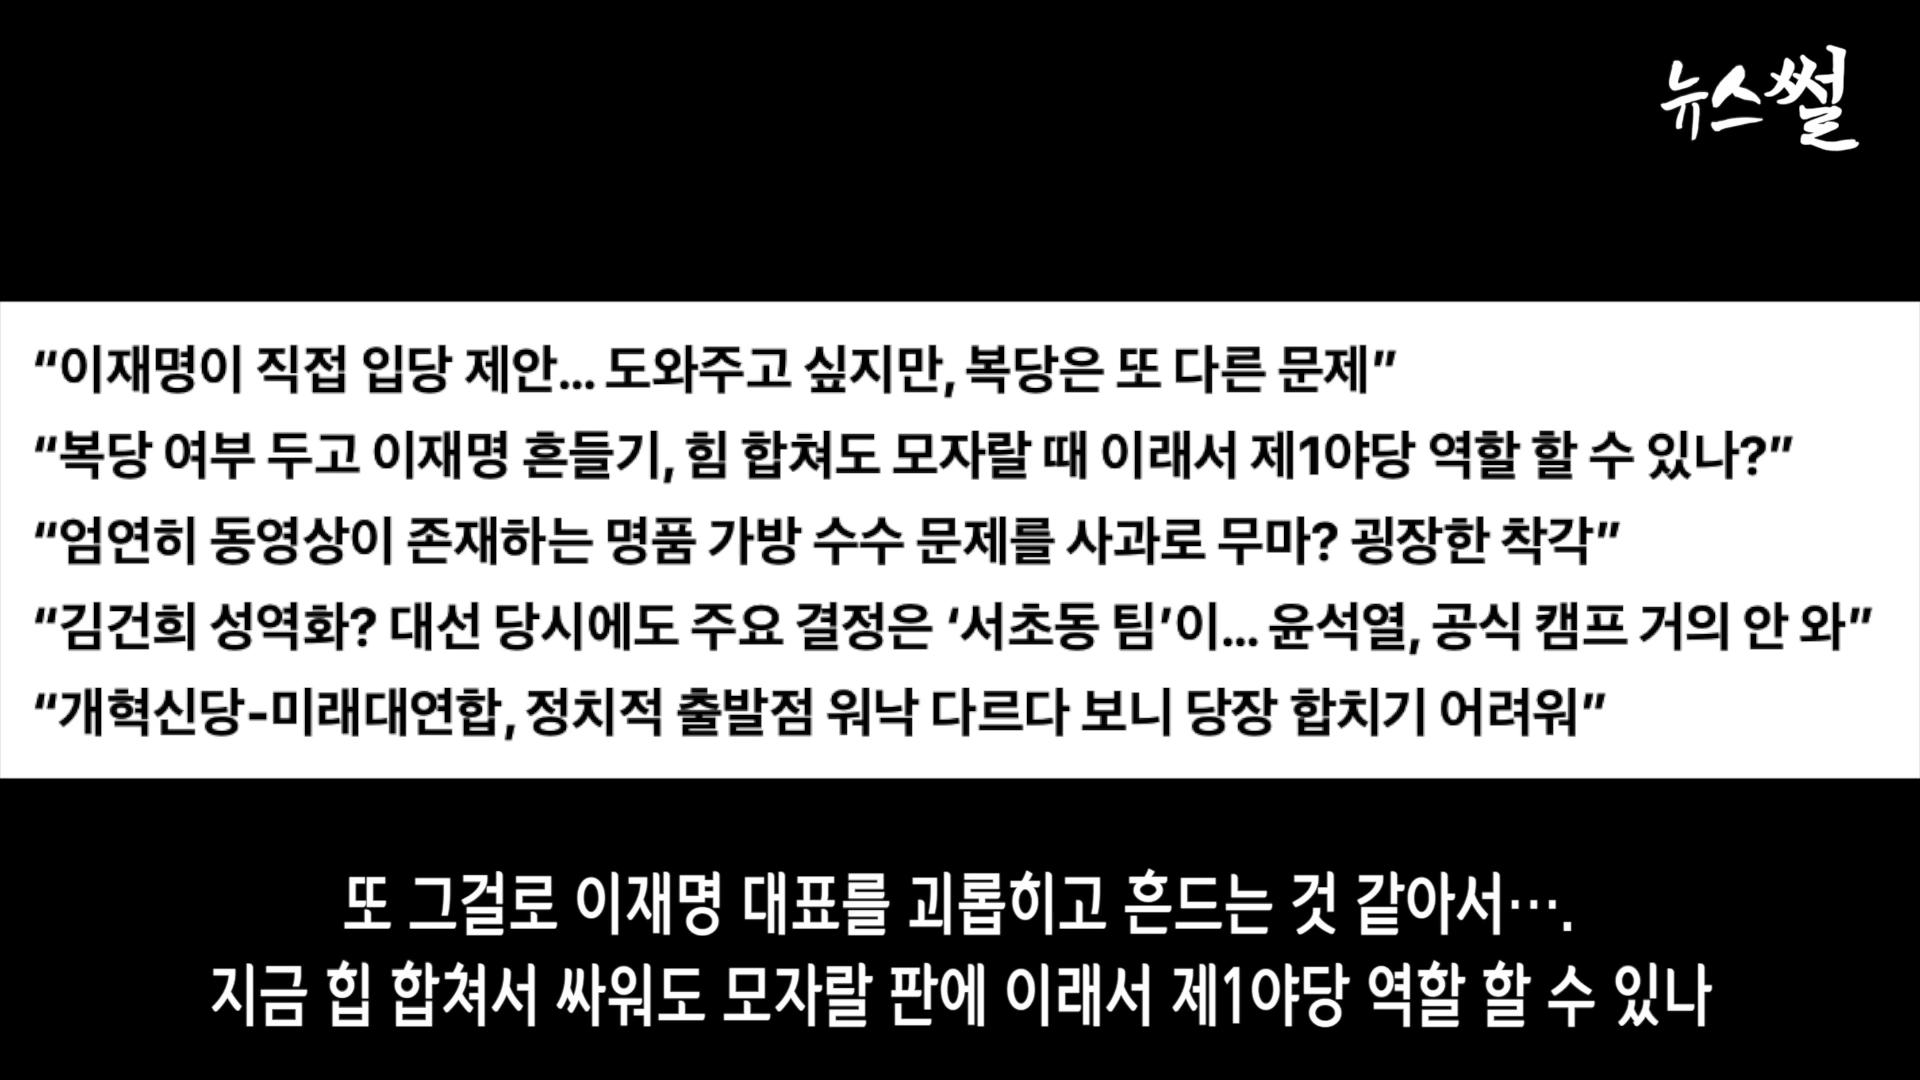 뉴스썰
“이재명이 직접 입당 제안... 도와주고 싶지만, 복당은 또 다른 문제”
“복당 여부 두고 이재명 흔들기, 힘 합쳐도 모자랄 때 이래서 제1야당 역할 할 수 있나?”
“엄연히 동영상이 존재하는 명품 가방 수수 문제를 사과로 무마? 굉장한 착각”
“김건희 성역화? 대선 당시에도 주요 결정은 ‘서초동 팀’이... 윤석열, 공식 캠프 거의 안 와”
“개혁신당-미래대연합, 정치적 출발점 워낙 다르다 보니 당장 합치기 어려워”
또 그걸로 이재명 대표를 괴롭히고 흔드는 것 같아서….
지금 힙 합쳐서 싸워도 모자랄 판에 이래서 제1야당 역할 할 수 있나